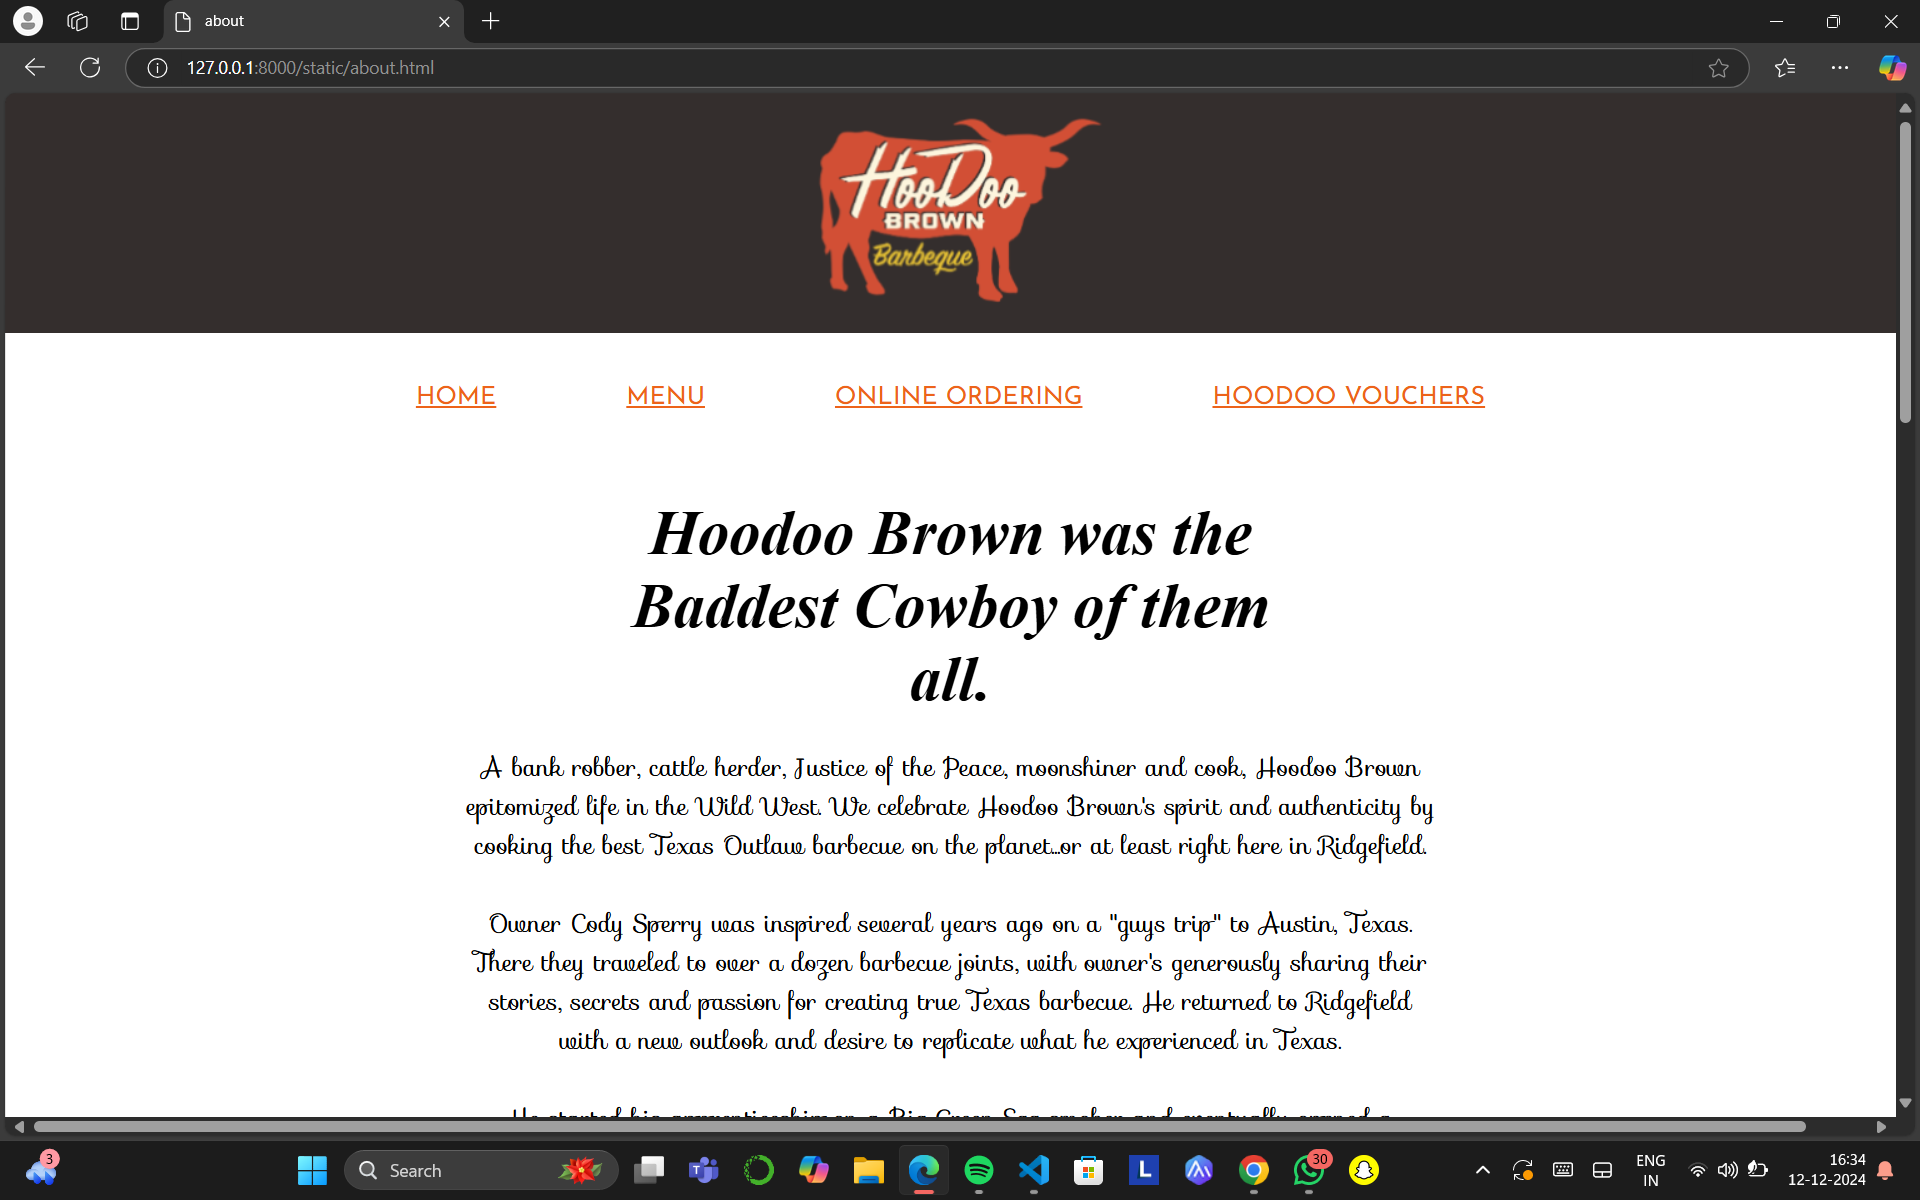 about
127.0.0.1:8000/static/about.html
HooDoo
BROWN
Barbeque
HOME MENU ONLINE ORDERING HOODOO VOUCHERS
Hoodoo Brown was the
Baddest Cowboy of them
all.
A bank robber, cattle herder, Justice of the Peace, moonshiner and cook, Hoodoo Brown
epitomized life in the Wild West. We celebrate Hoodoo Brown's spirit and authenticity by
cooking the best Texas Outlaw barbecue on the planet...or at least right here in Ridgefield.
Owner Cody Sperry was inspired several years ago on a "guys trip" to Austin, Texas.
There they traveled to over a dozen barbecue joints, with owner's generously sharing their
stories, secrets and passion for creating true Texas barbecue. He returned to Ridgefield
with a new outlook and desire to replicate what he experienced in Texas.
3
Search
T
L
30
ENG
IN
16:34
12-12-2024